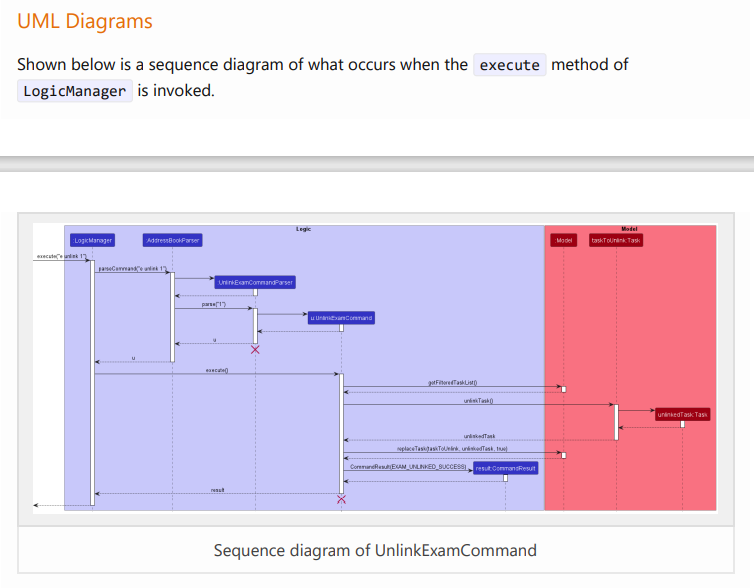 UML Diagrams
Shown below is a sequence diagram of what occurs when the execute method of
LogicManager is invoked.
Logic
Model
:LogicManager
:AddressBookParser
:Model
taskToUnlink:Task
execute("e unlink 1")
parseCommand("e unlink 1")
:UnlinkExamCommandParser
parse("1")
u:UnlinkExamCommand
u
u
execute()
getFilteredTaskList()
unlinkTask()
unlinkedTask:Task
unlinkedTask
replaceTask(taskToUnlink, unlinkedTask, true)
CommandResult(EXAM_UNLINKED_SUCCESS)
result:CommandResult
result
Sequence diagram of UnlinkExamCommand